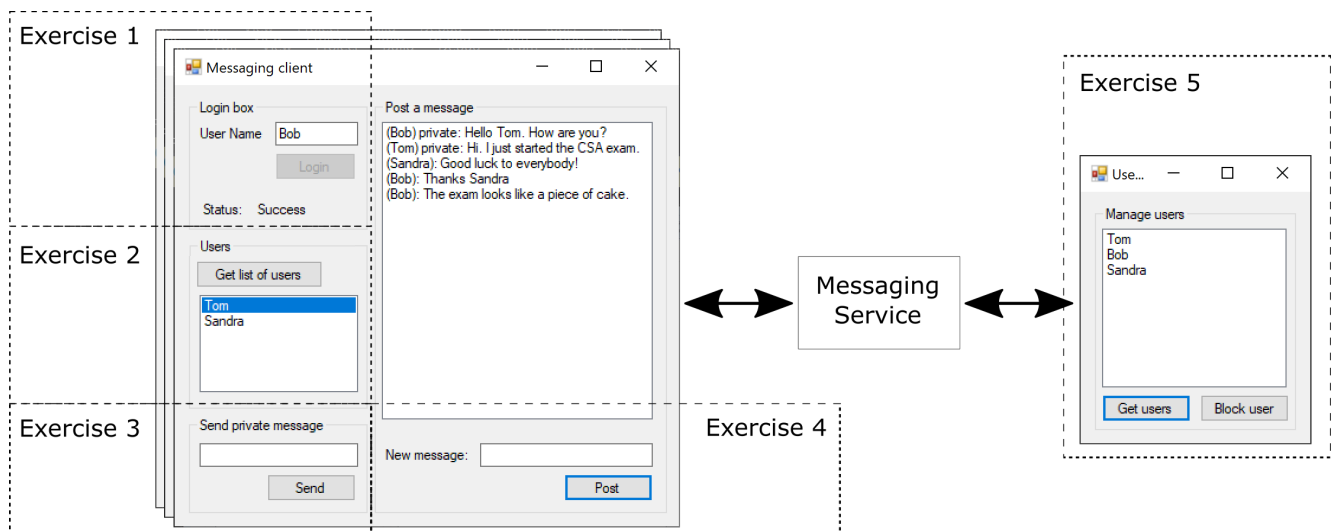 Exercise 1
Messaging client
Login box
User Name Bob
Login
Status: Success
Exercise 2
Users
Get list of users
Tom
Sandra
Exercise 3
Send private message
Send
Post a message
(Bob) private: Hello Tom. How are you?
(Tom) private: Hi. I just started the CSA exam.
(Sandra): Good luck to everybody!
(Bob): Thanks Sandra
(Bob): The exam looks like a piece of cake.
Exercise 4
New message:
Post
Messaging
Service
Exercise 5
Use...
Manage users
Tom
Bob
Sandra
Get users Block user